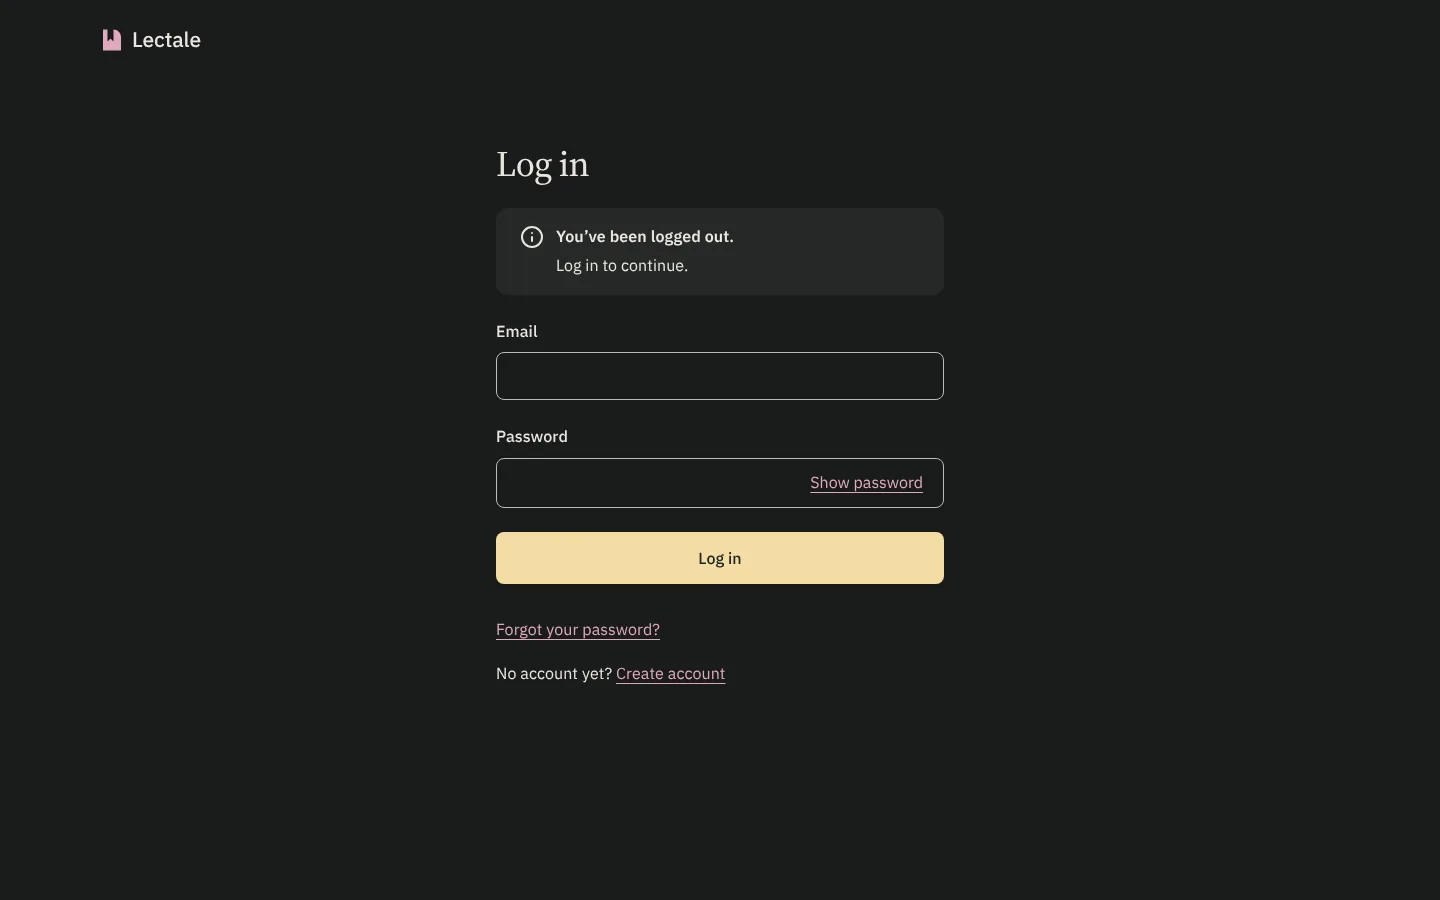 Lectale
Log in
You’ve been logged out.
Log in to continue.
Email
Password
Show password
Log in
Forgot your password?
No account yet? Create account